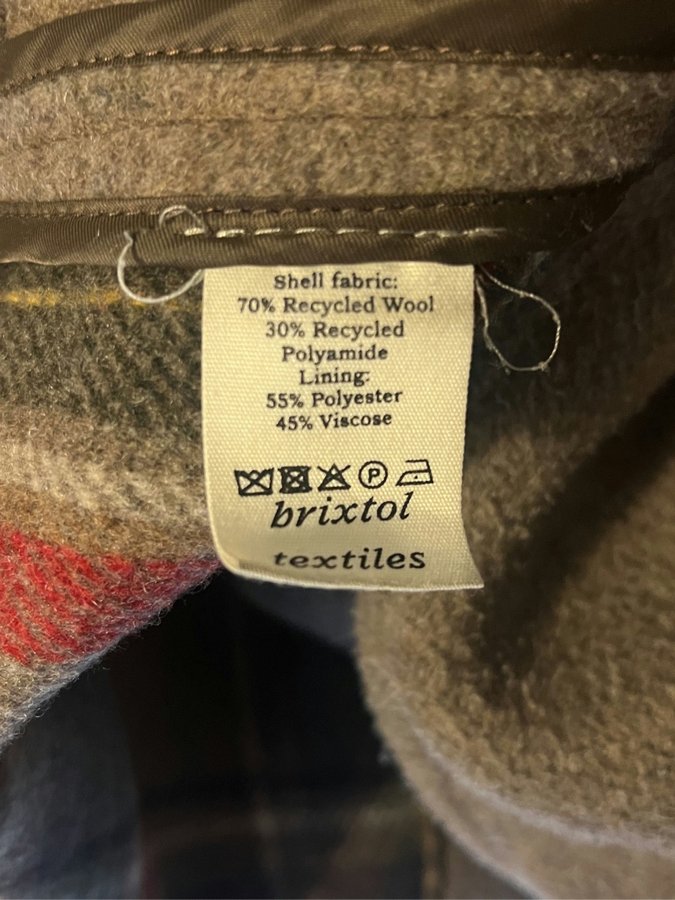 Shell fabric:
70% Recycled Wool
30% Recycled
Polyamide
Lining:
55% Polyester
45% Viscose
P
brixtol
textiles